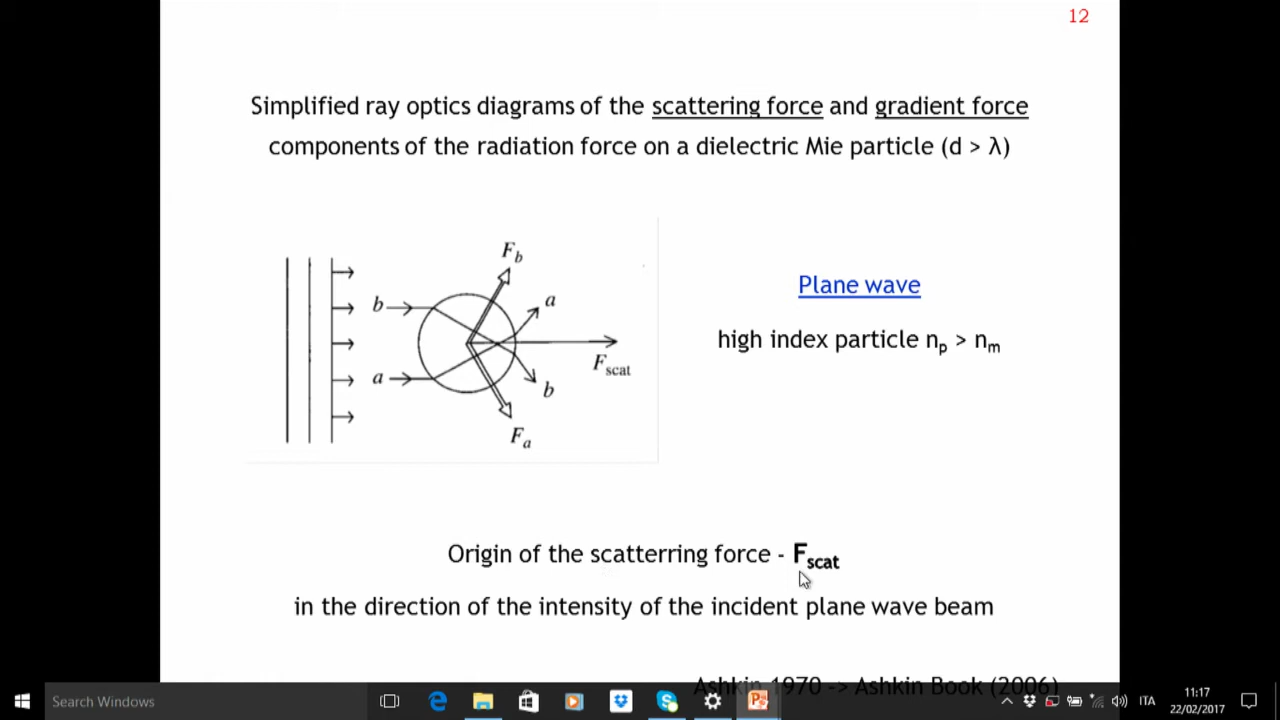 12
Simplified ray optics diagrams of the scattering force and gradient force
components of the radiation force on a dielectric Mie particle (d > λ)
F_b
b
a
F_scat
a
b
F_a
Plane wave
high index particle n_p > n_m
Origin of the scatterring force - F_scat
in the direction of the intensity of the incident plane wave beam
Ashkin 1970 -> Ashkin Book (2006)
Search Windows
ITA
11:17
22/02/2017